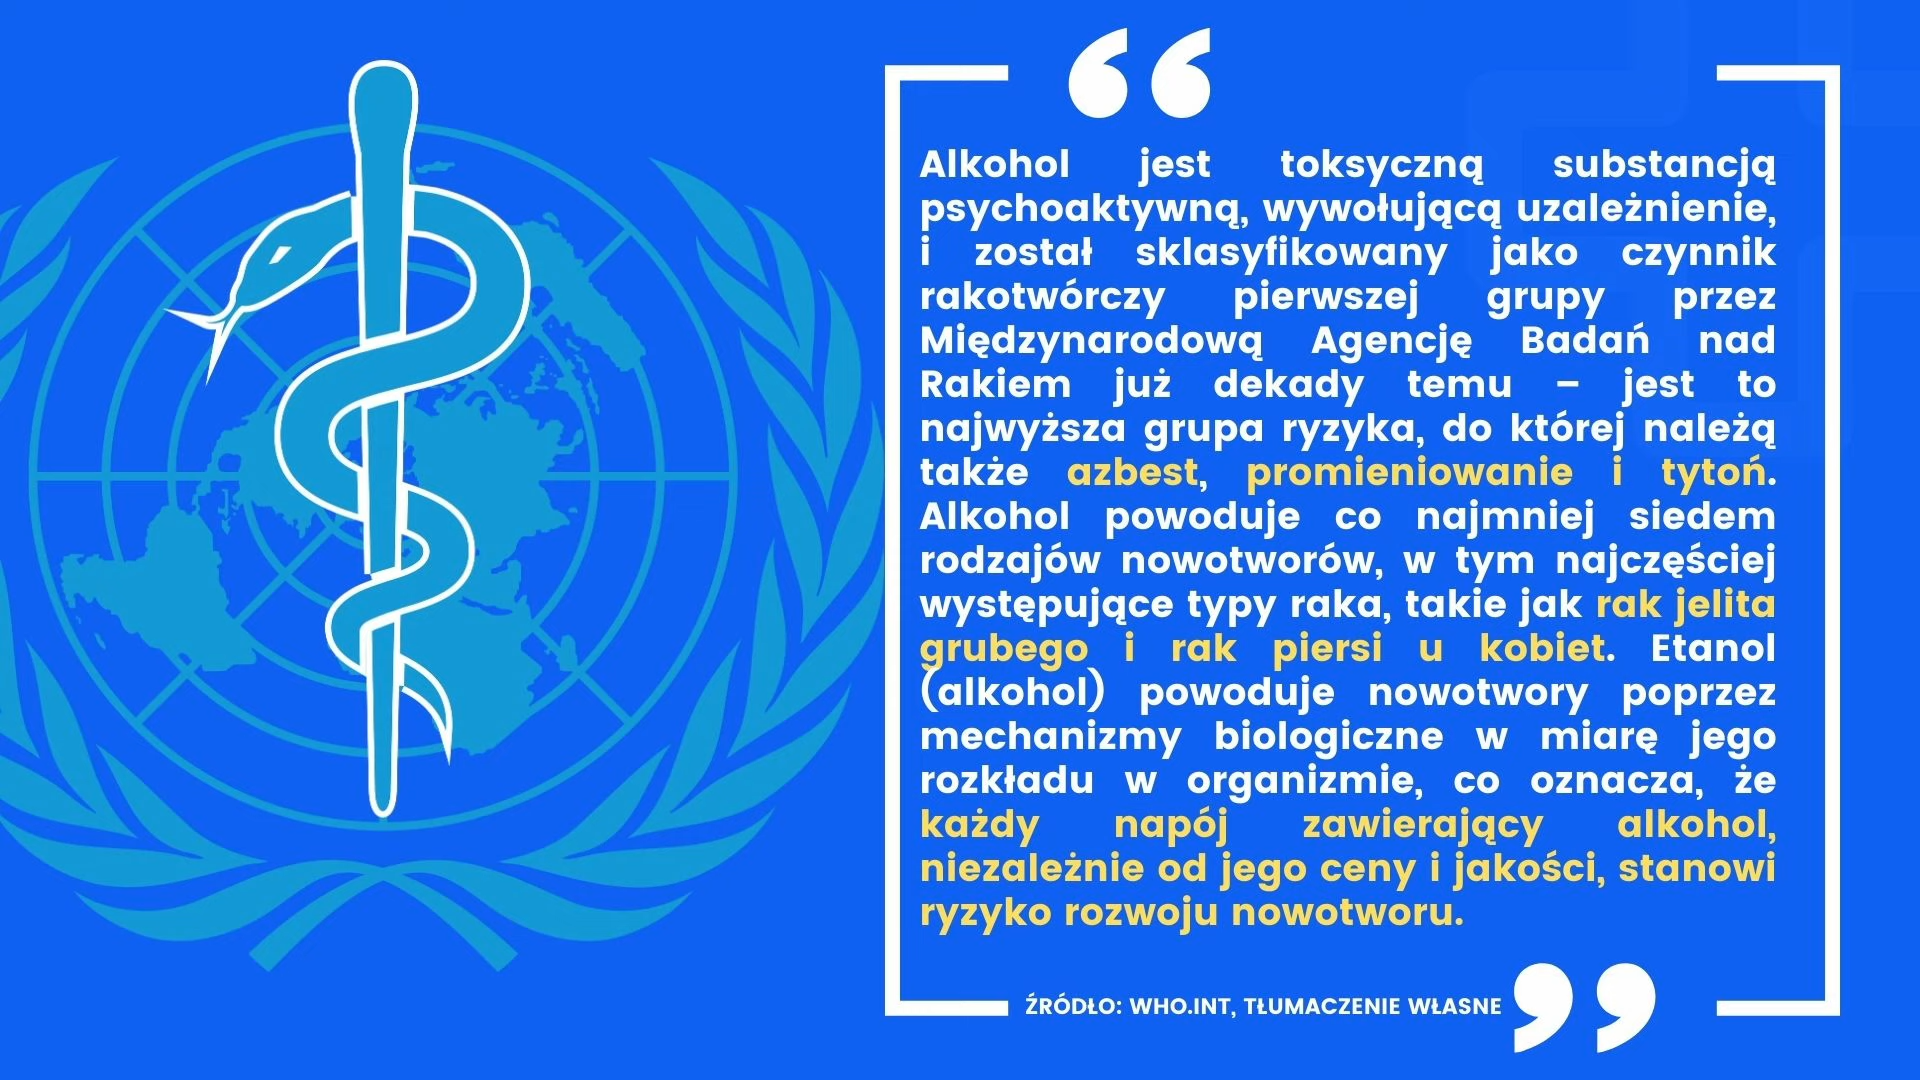 Alkohol jest toksyczną substancją
psychoaktywną, wywołującą uzależnienie,
i został sklasyfikowany jako czynnik
rakotwórczy pierwszej grupy przez
Międzynarodową Agencję Badań nad
Rakiem już dekady temu – jest to
najwyższa grupa ryzyka, do której należą
także azbest, promieniowanie i tytoń.
Alkohol powoduje co najmniej siedem
rodzajów nowotworów, w tym najczęściej
występujące typy raka, takie jak rak jelita
grubego i rak piersi u kobiet. Etanol
(alkohol) powoduje nowotwory poprzez
mechanizmy biologiczne w miarę jego
rozkładu w organizmie, co oznacza, że
każdy napój zawierający alkohol,
niezależnie od jego ceny i jakości, stanowi
ryzyko rozwoju nowotworu.
ŹRÓDŁO: WHO.INT, TŁUMACZENIE WŁASNE